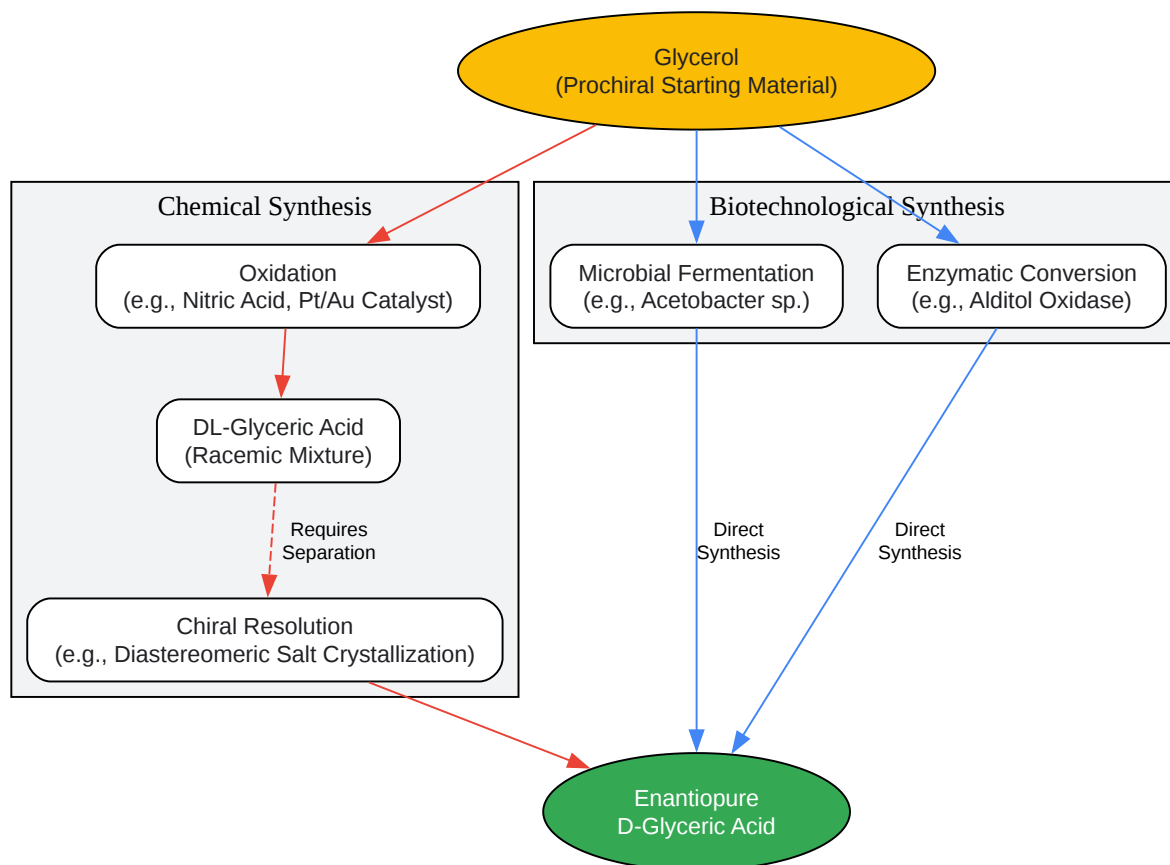 Glycerol
(Prochiral Starting Material)
Chemical Synthesis
Biotechnological Synthesis
Oxidation
(e.g., Nitric Acid, Pt/Au Catalyst)
Microbial Fermentation
(e.g., Acetobacter sp.)
Enzymatic Conversion
(e.g., Alditol Oxidase)
DL-Glyceric Acid
(Racemic Mixture)
Requires
Separation
Direct
Synthesis
Direct
Synthesis
Chiral Resolution
(e.g., Diastereomeric Salt Crystallization)
Enantiopure
D-Glyceric Acid